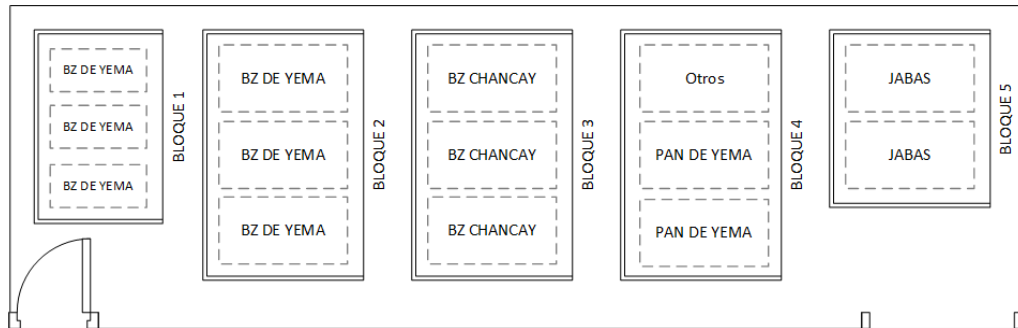 BZ DE YEMA
BZ DE YEMA
BZ DE YEMA
BLOQUE 1
BZ DE YEMA
BZ DE YEMA
BZ DE YEMA
BLOQUE 2
BZ CHANCAY
BZ CHANCAY
BZ CHANCAY
BLOQUE 3
Otros
PAN DE YEMA
PAN DE YEMA
BLOQUE 4
JABAS
JABAS
BLOQUE 5